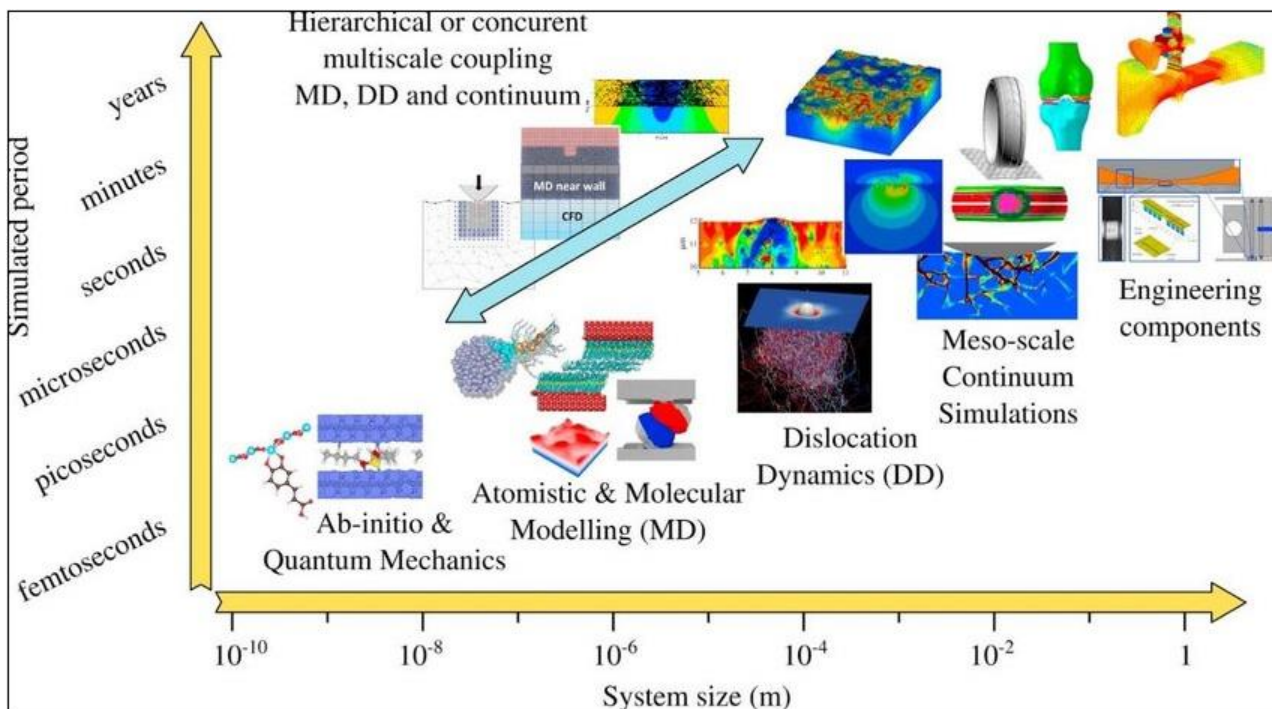 Hierarchical or concurent
multiscale coupling
MD, DD and continuum
Simulated period
years
minutes
seconds
microseconds
picoseconds
femtoseconds
MD near wall
CFD
Ab-initio &
Quantum Mechanics
Atomistic & Molecular
Modelling (MD)
Dislocation
Dynamics (DD)
Meso-scale
Continuum
Simulations
Engineering
components
10⁻¹⁰
10⁻⁸
10⁻⁶
10⁻⁴
10⁻²
1
System size (m)